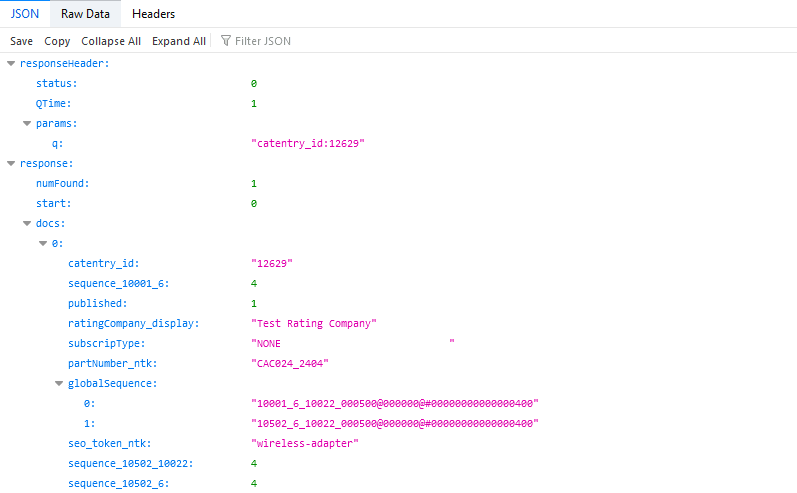 JSON Raw Data Headers
Save Copy Collapse All Expand All Filter JSON
responseHeader:
status: 0
QTime: 1
params:
q: "catentry_id:12629"
response:
numFound: 1
start: 0
docs:
0:
catentry_id: "12629"
sequence_10001_6: 4
published: 1
ratingCompany_display: "Test Rating Company"
subscripType: "NONE                          "
partNumber_ntk: "CAC024_2404"
globalSequence:
0: "10001_6_10022_000500@000000@#00000000000000400"
1: "10502_6_10022_000500@000000@#00000000000000400"
seo_token_ntk: "wireless-adapter"
sequence_10502_10022: 4
sequence_10502_6: 4